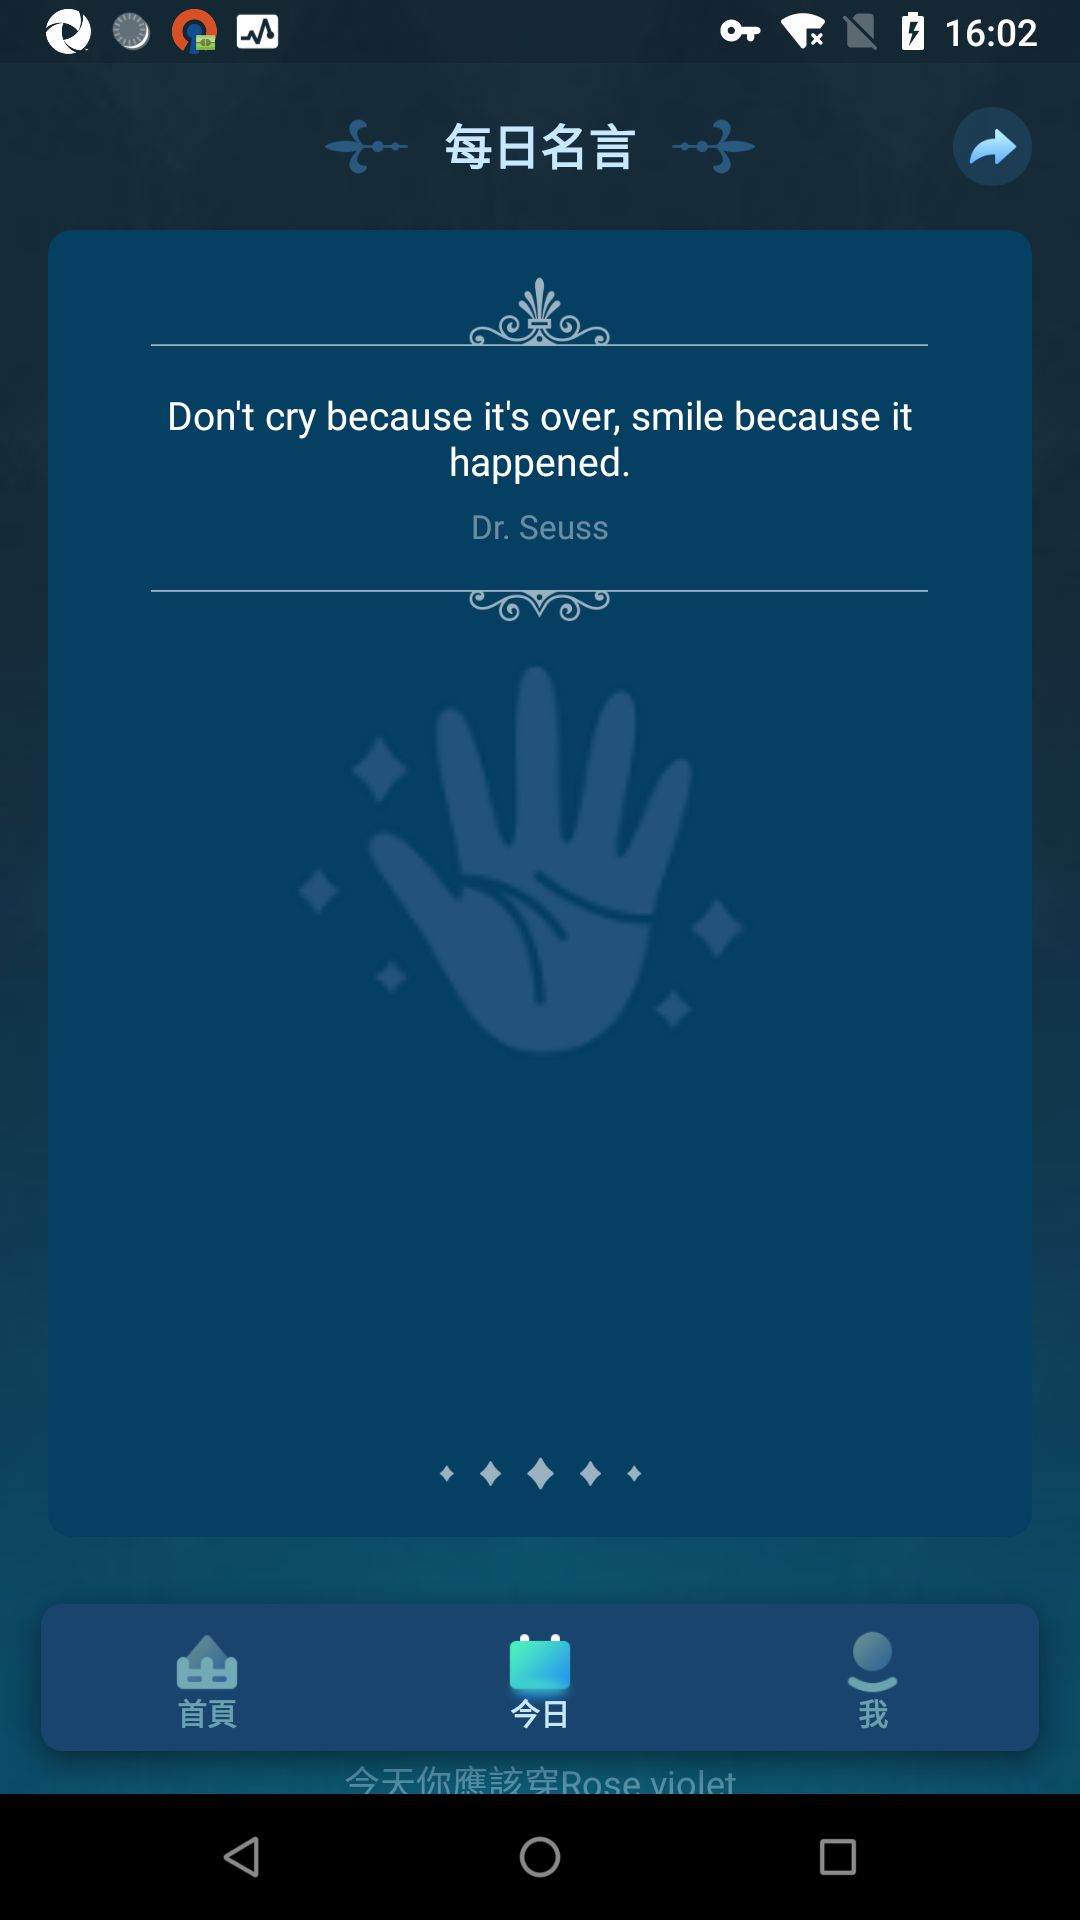 16:02
每日名言
Don't cry because it's over, smile because it
happened.
Dr. Seuss
首頁
今日
我
今天你應該穿Rose violet